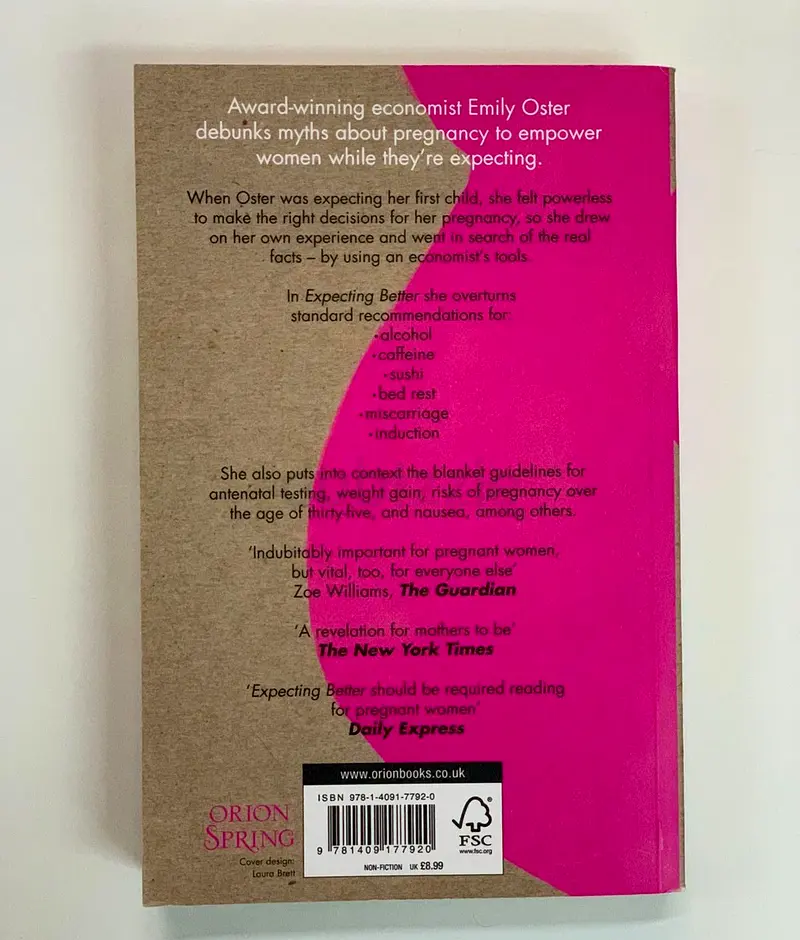 Award-winning economist Emily Oster
debunks myths about pregnancy to empower
women while they're expecting.
When Oster was expecting her first child, she felt powerless
to make the right decisions for her pregnancy, so she drew
on her own experience and went in search of the real
facts – by using an economist's tools.
In Expecting Better she overturns
standard recommendations for:
•alcohol
•caffeine
•sushi
•bed rest
•miscarriage
•induction
She also puts into context the blanket guidelines for
antenatal testing, weight gain, risks of pregnancy over
the age of thirty-five, and nausea, among others.
'Indubitably important for pregnant women,
but vital, too, for everyone else'
Zoe Williams, The Guardian
'A revelation for mothers to be'
The New York Times
'Expecting Better should be required reading
for pregnant women'
Daily Express
www.orionbooks.co.uk
ISBN 978-1-4091-7792-0
9 781409 177920
NON-FICTION UK £8.99
FSC
www.fsc.org
ORION
SPRING
Cover design:
Laura Brett